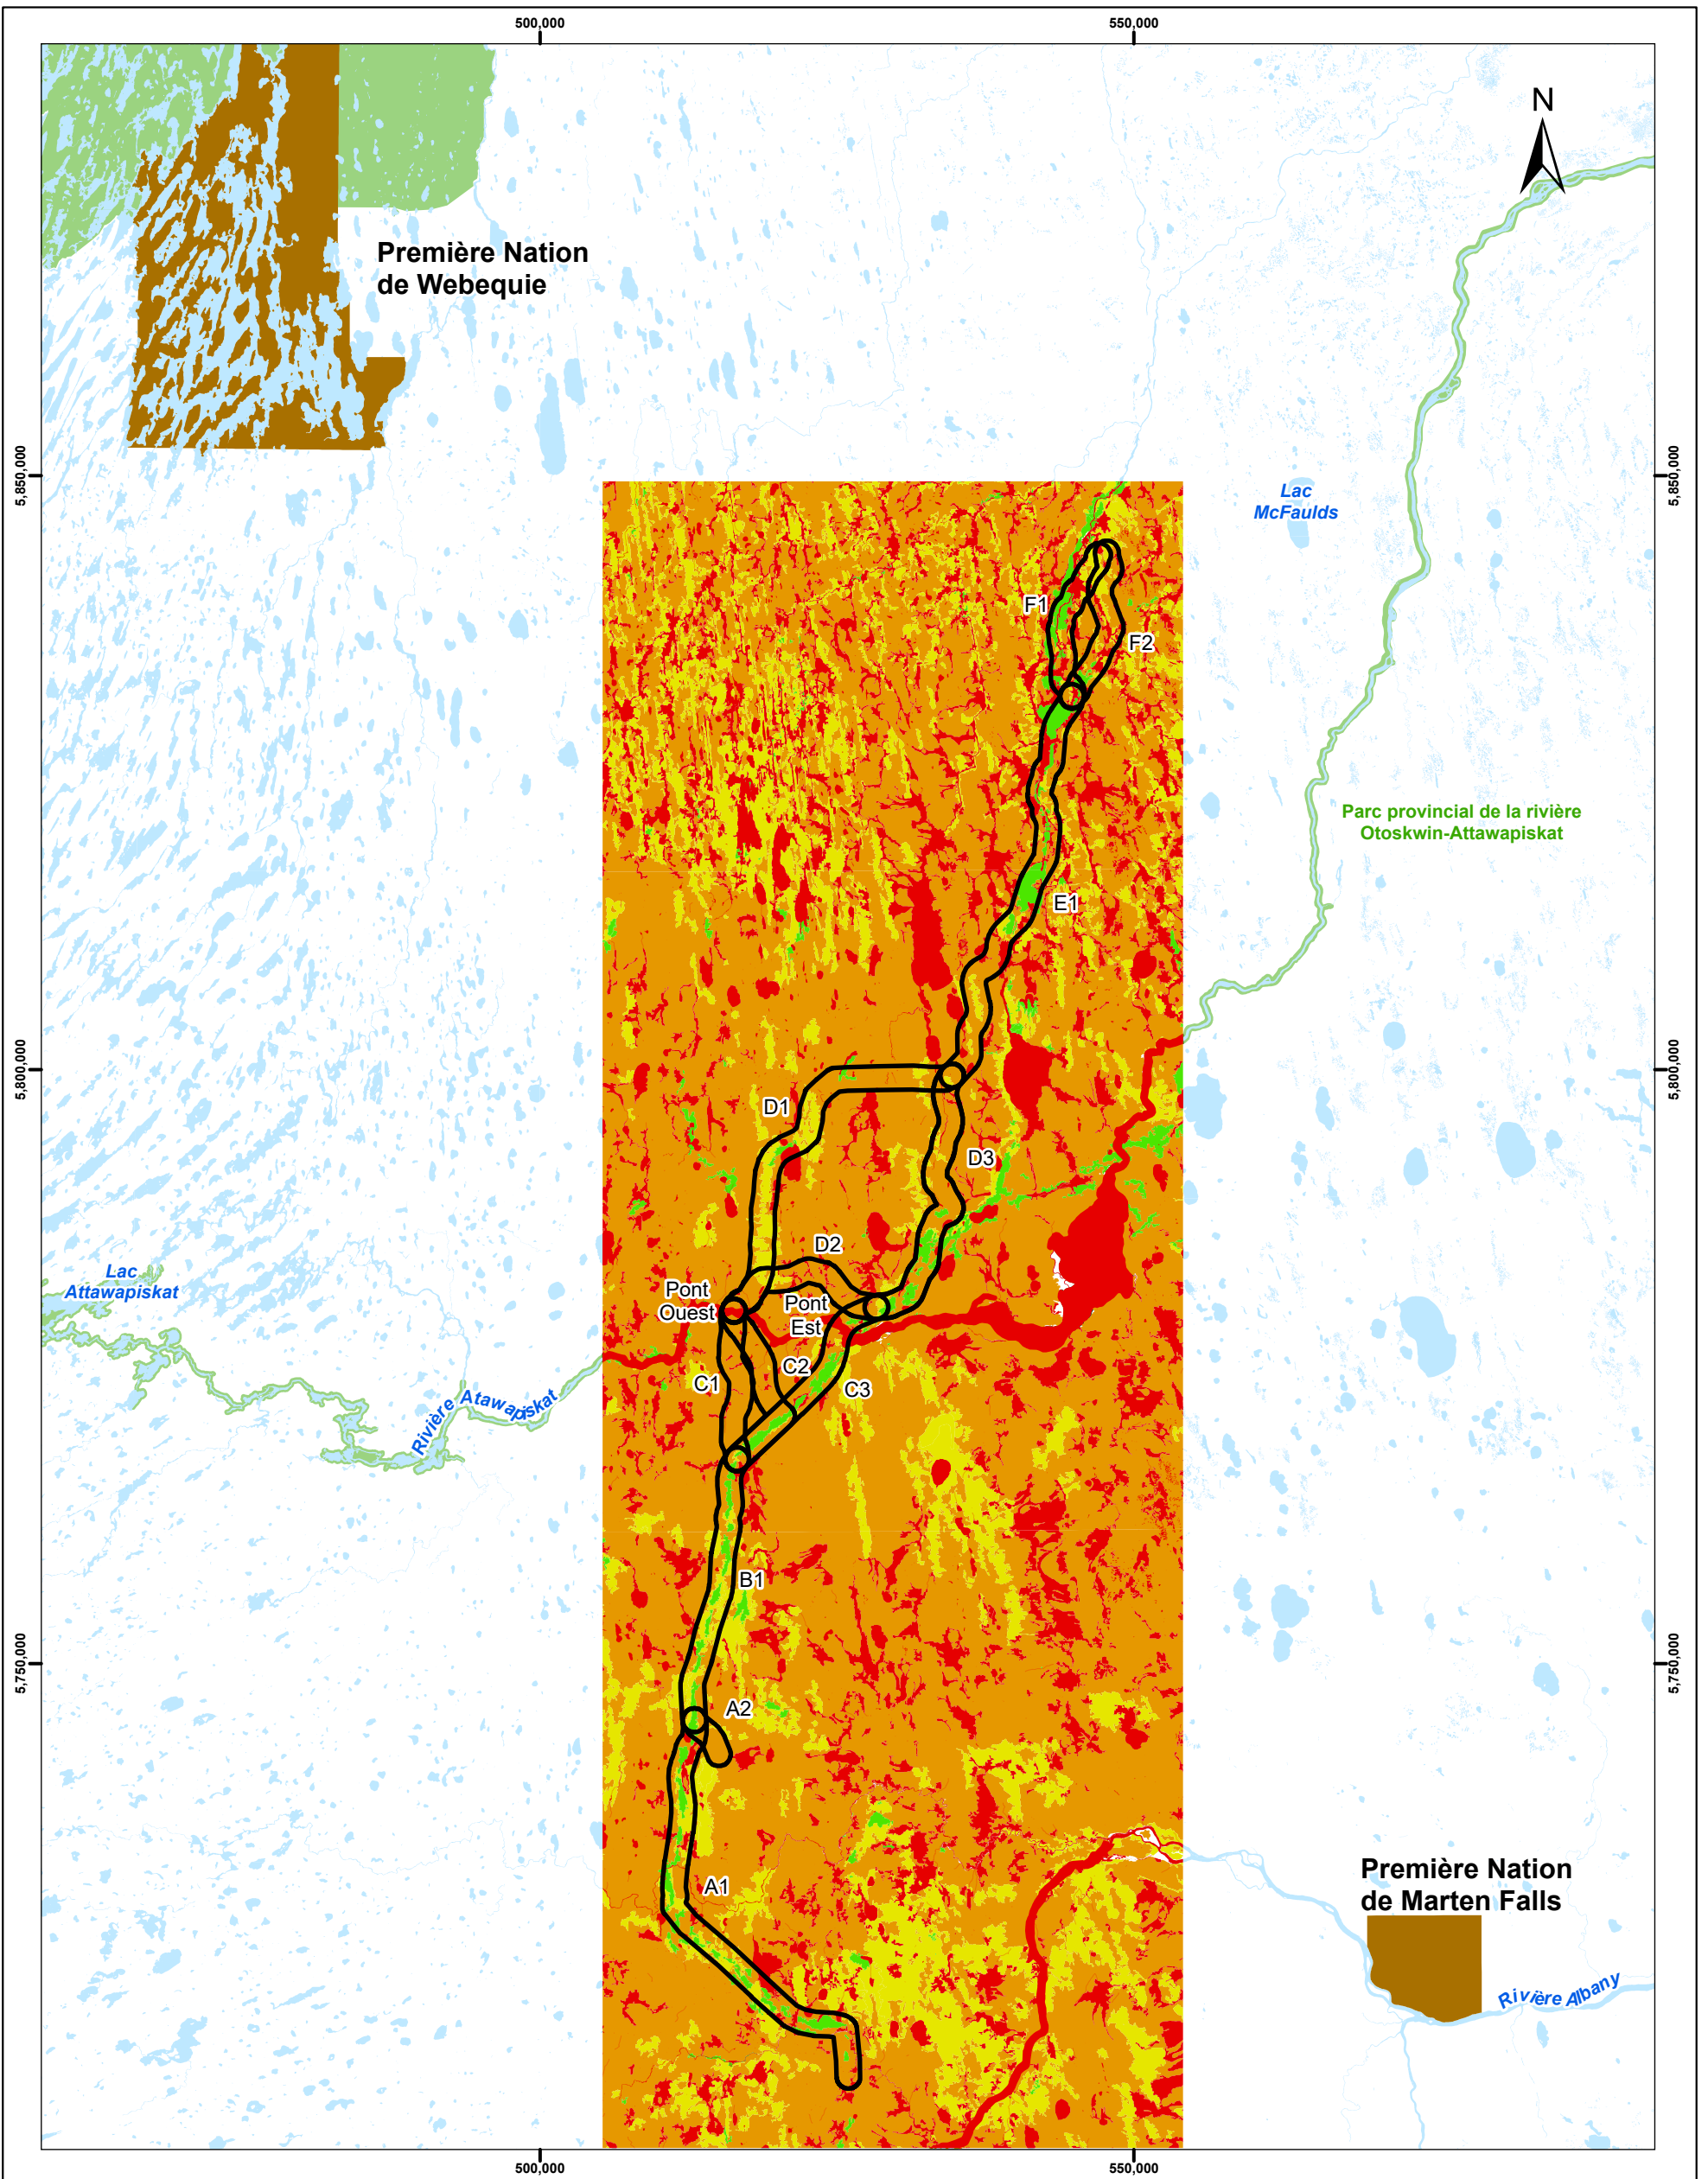 500,000
550,000
N
Première Nation
de Webequie
5,850,000
5,850,000
Lac
McFaulds
F1
F2
Parc provincial de la rivière
Otoskwin-Attawapiskat
E1
5,800,000
5,800,000
D1
D3
D2
Lac
Attawapiskat
Pont
Ouest
Pont
Est
C2
C1
C3
Rivière Atawapiskat
B1
5,750,000
5,750,000
A2
A1
Première Nation
de Marten Falls
Rivière Albany
500,000
550,000